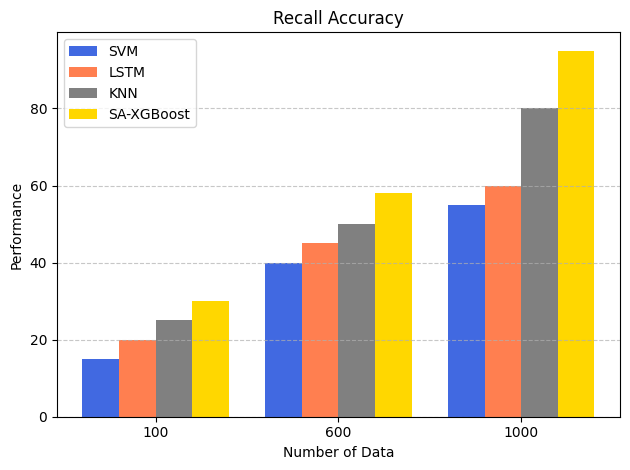 Recall Accuracy
SVM
LSTM
KNN
SA-XGBoost
Performance
80
60
40
20
0
100
600
1000
Number of Data